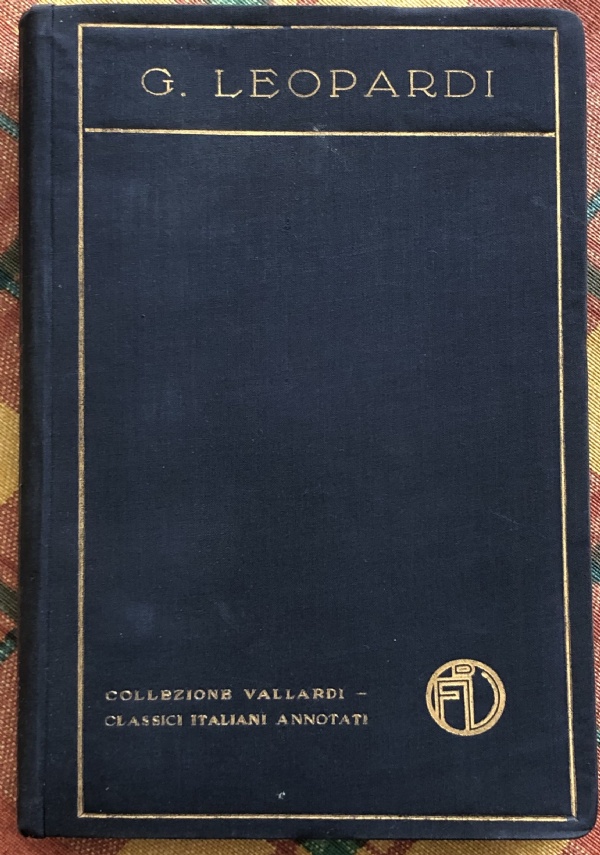 G. LEOPARDI
COLLEZIONE VALLARDI –
CLASSICI ITALIANI ANNOTATI